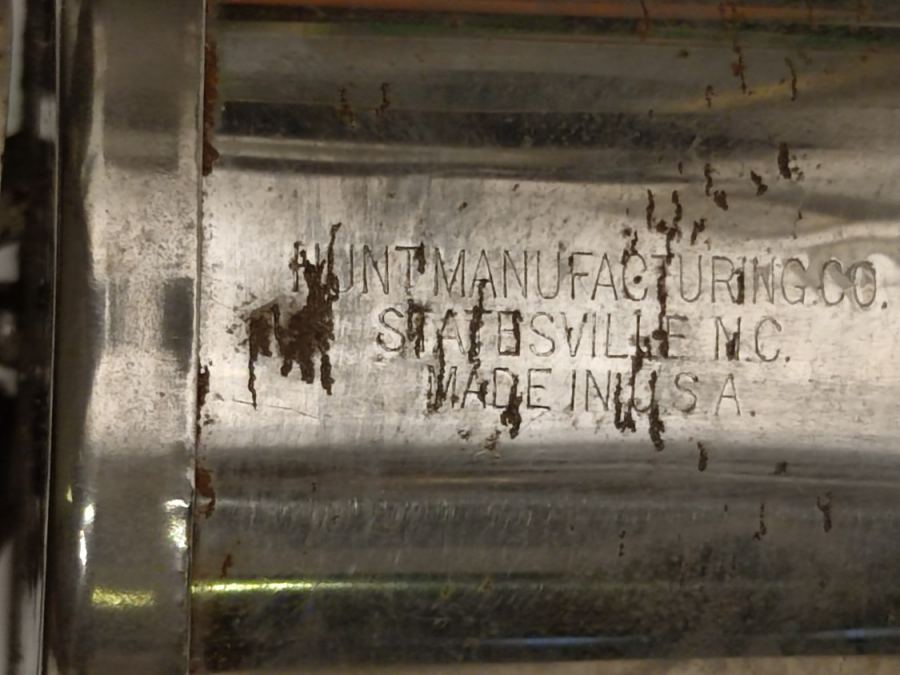 HUNT MANUFACTURING CO.
STATESVILLE N.C.
MADE IN U.S A.